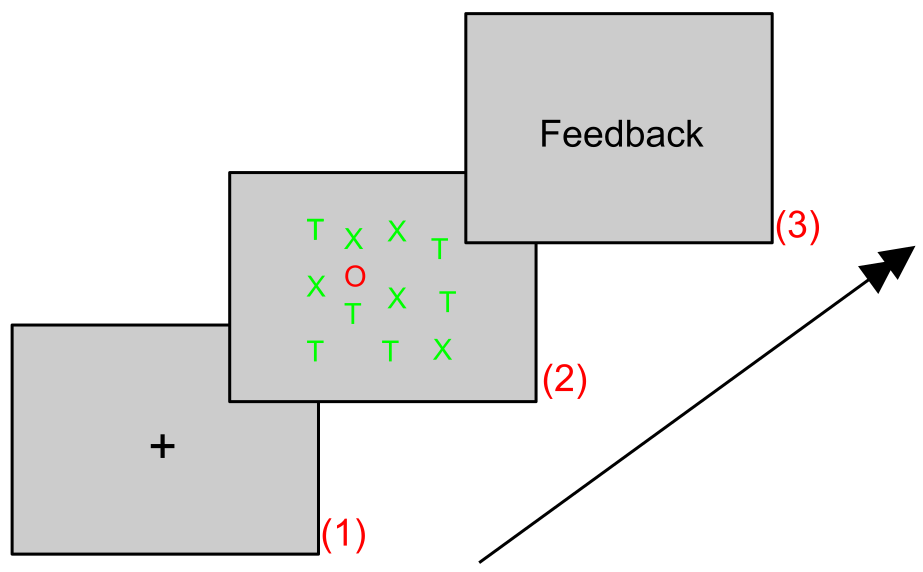 Feedback
(3)
T X X T
X O X T
T
T T X
(2)
+
(1)